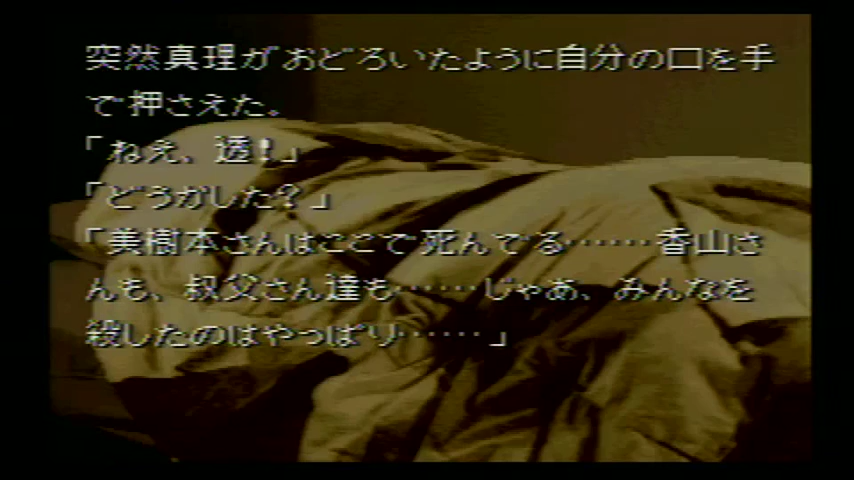 突然真理がおどろいたように自分の口を手
で押さえた。
「ねえ、透！」
「どうかした？」
「美樹本さんはここで死んでる……香山さ
んも、叔父さん達も……じゃあ、みんなを
殺したのはやっぱり……」